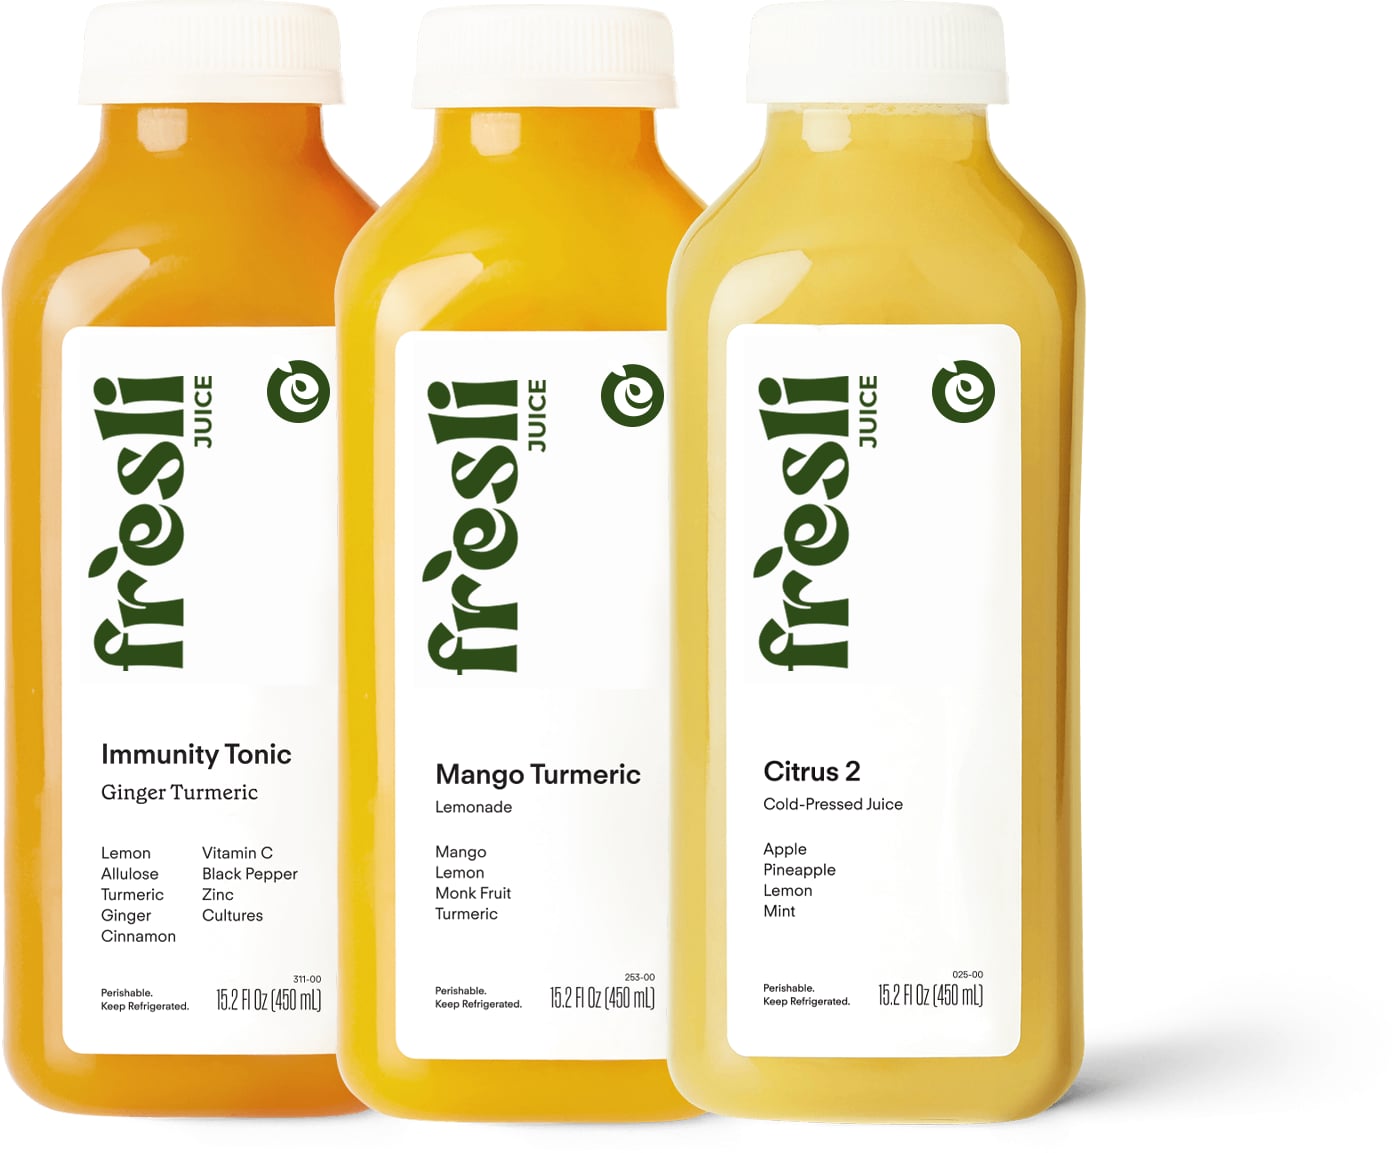 frèsli
JUICE
Immunity Tonic
Ginger Turmeric
Lemon
Allulose
Turmeric
Ginger
Cinnamon
Vitamin C
Black Pepper
Zinc
Cultures
Perishable.
Keep Refrigerated.
311-00
15.2 Fl Oz (450 mL)
frèsli
JUICE
Mango Turmeric
Lemonade
Mango
Lemon
Monk Fruit
Turmeric
Perishable.
Keep Refrigerated.
253-00
15.2 Fl Oz (450 mL)
frèsli
JUICE
Citrus 2
Cold-Pressed Juice
Apple
Pineapple
Lemon
Mint
Perishable.
Keep Refrigerated.
025-00
15.2 Fl Oz (450 mL)